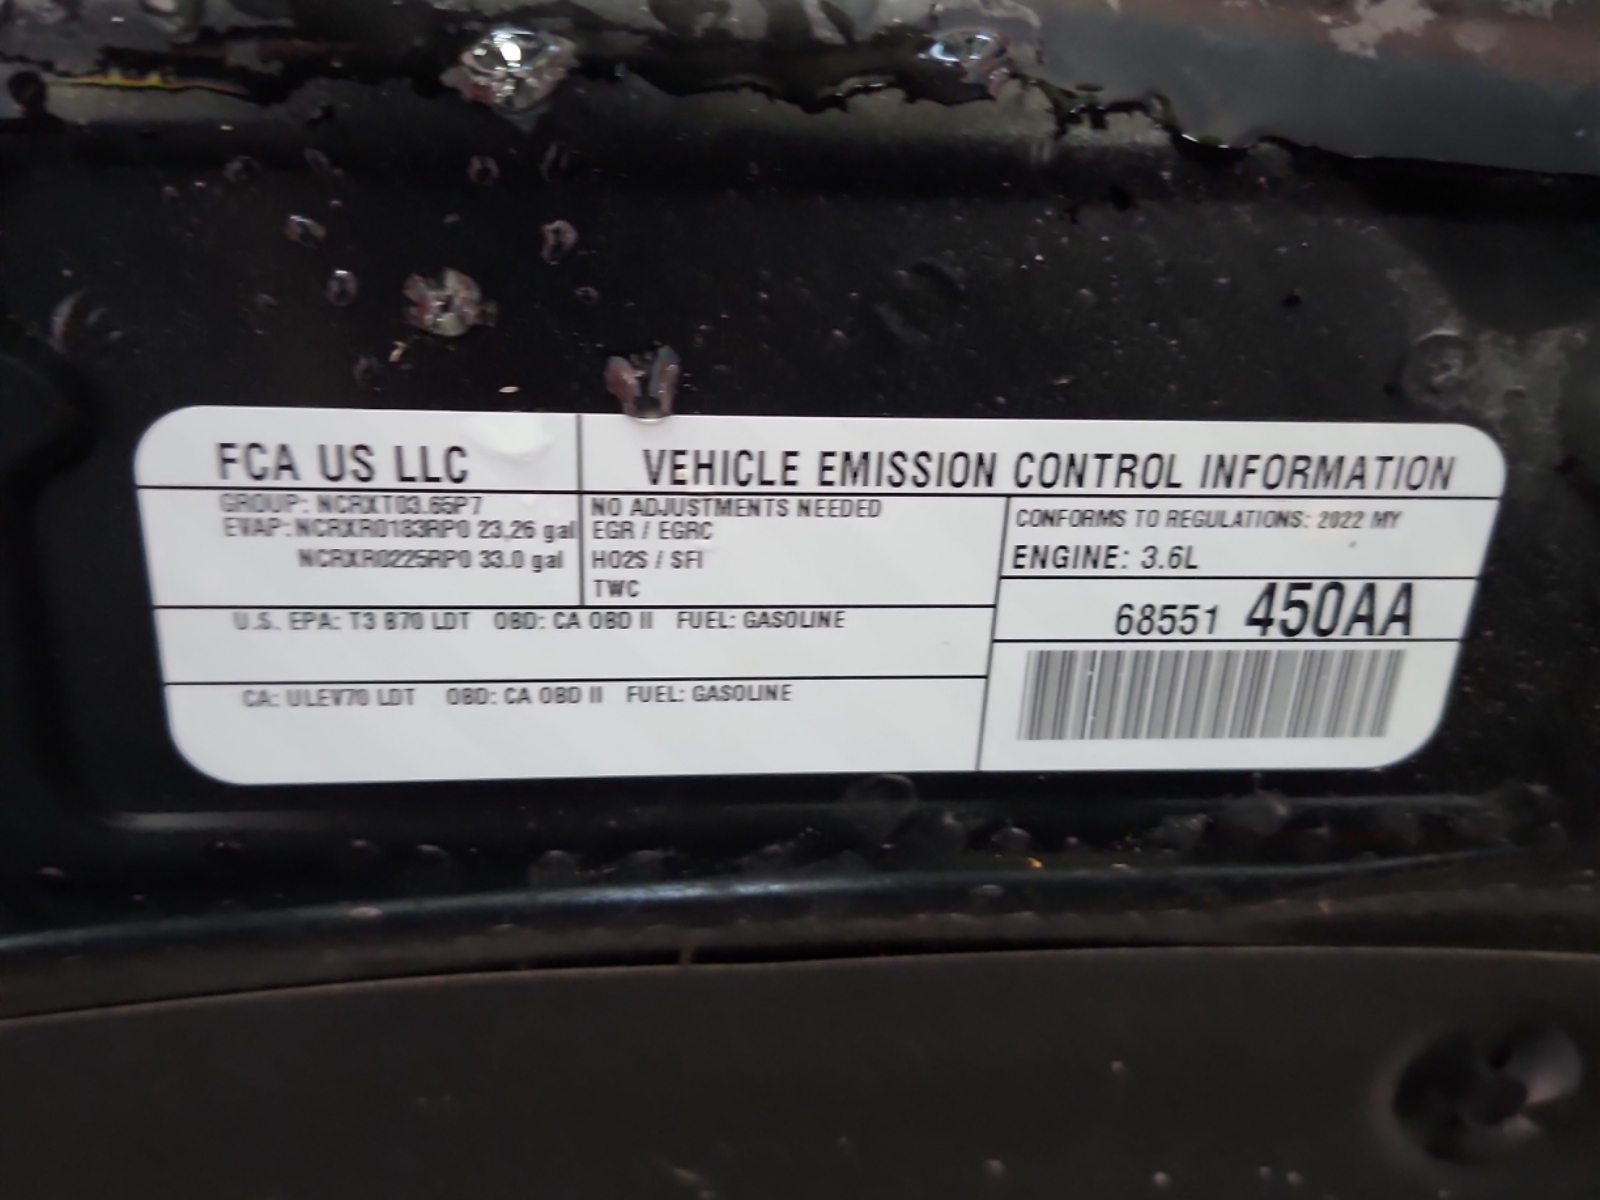 FCA US LLC
VEHICLE EMISSION CONTROL INFORMATION
GROUP: NCRXT03.65P7
EVAP: NCRXR0183RP0 23,26 gal
NCRXR0225RP0 33.0 gal
NO ADJUSTMENTS NEEDED
EGR / EGRC
HO2S / SFI
TWC
CONFORMS TO REGULATIONS: 2022 MY
ENGINE: 3.6L
68551 450AA
U.S. EPA: T3 B70 LDT OBD: CA OBD II FUEL: GASOLINE
CA: ULEV70 LDT OBD: CA OBD II FUEL: GASOLINE